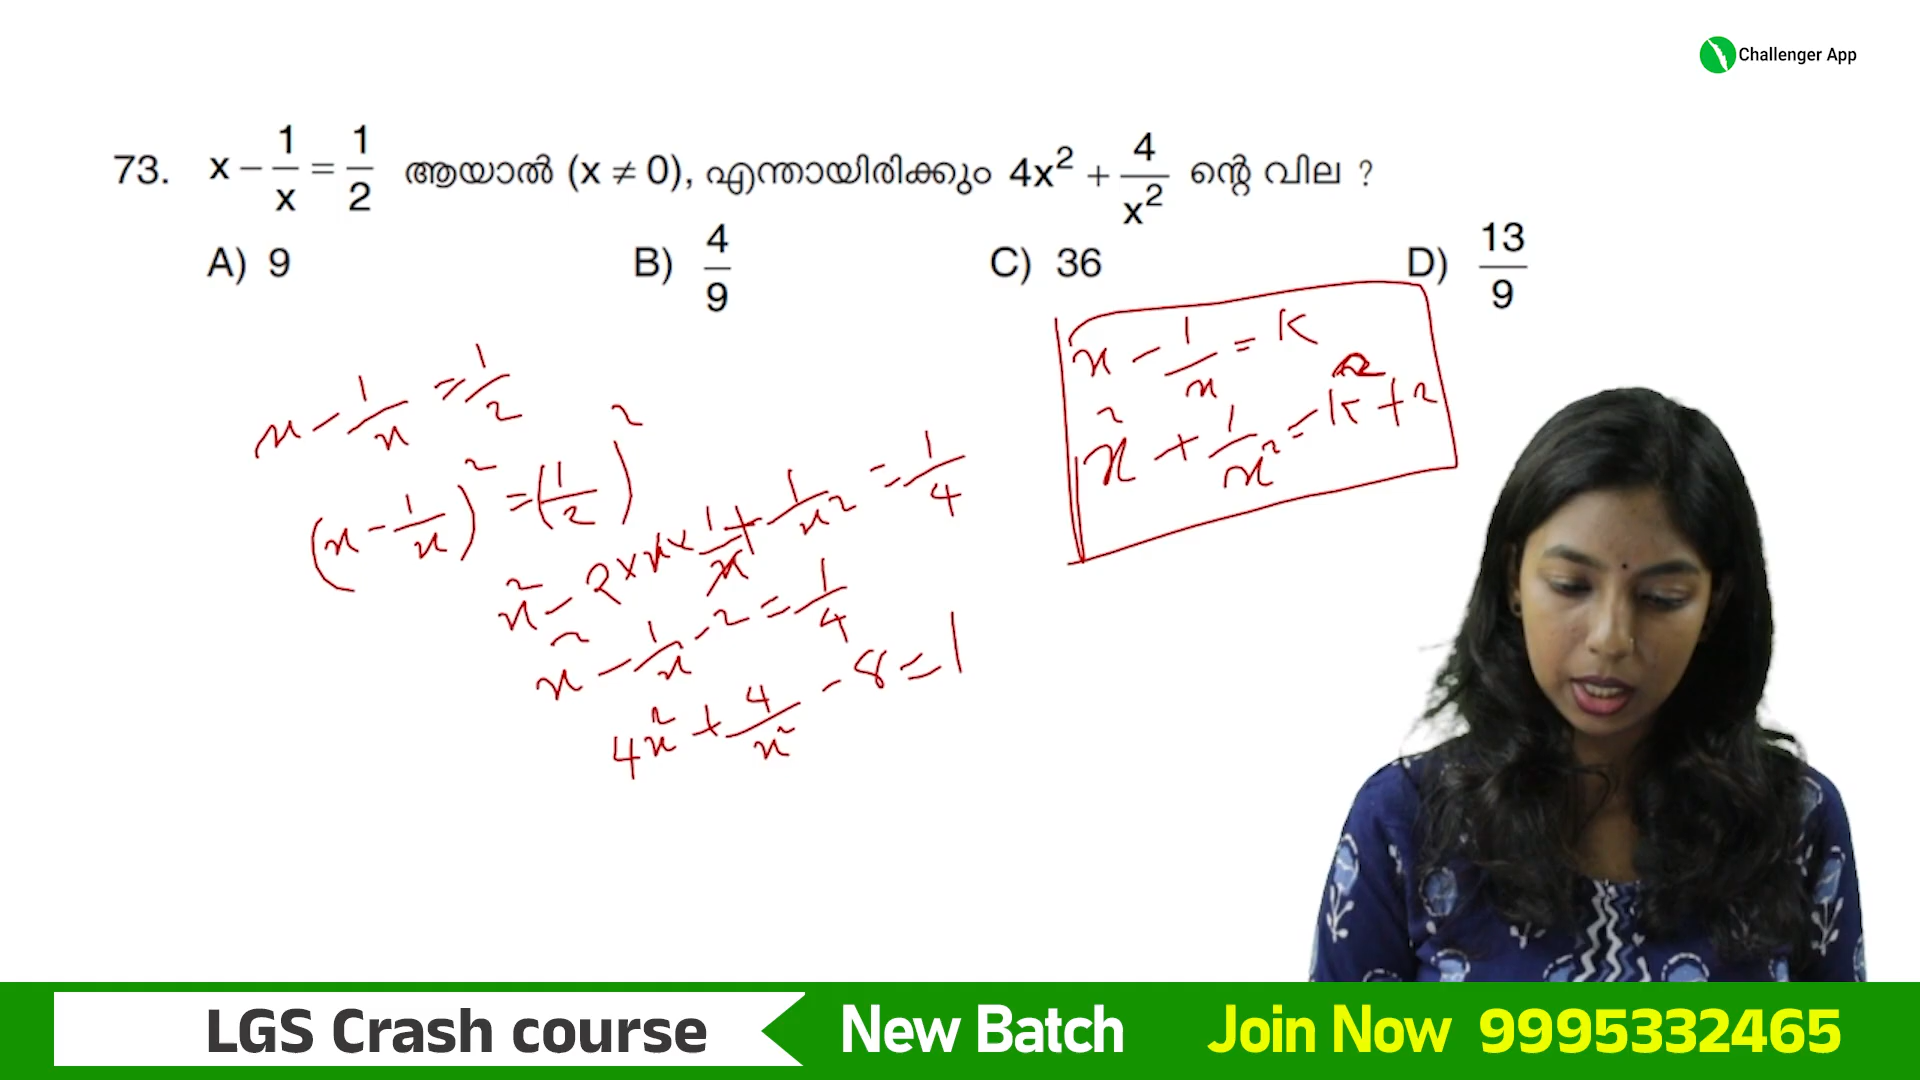 Challenger App
73. x − 1/x = 1/2 ആയാൽ (x ≠ 0), എന്തായിരിക്കും 4x² + 4/x² ന്റെ വില ?
A) 9 B) 4/9 C) 36 D) 13/9
x − 1/x = 1/2
(x − 1/x)² = (1/2)²
x² − 2 × x × 1/x + 1/x² = 1/4
x² − 1/x − 2 = 1/4
4x² + 4/x² − 8 = 1
x − 1/x = k
x² + 1/x² = k² + 2
LGS Crash course New Batch Join Now 9995332465